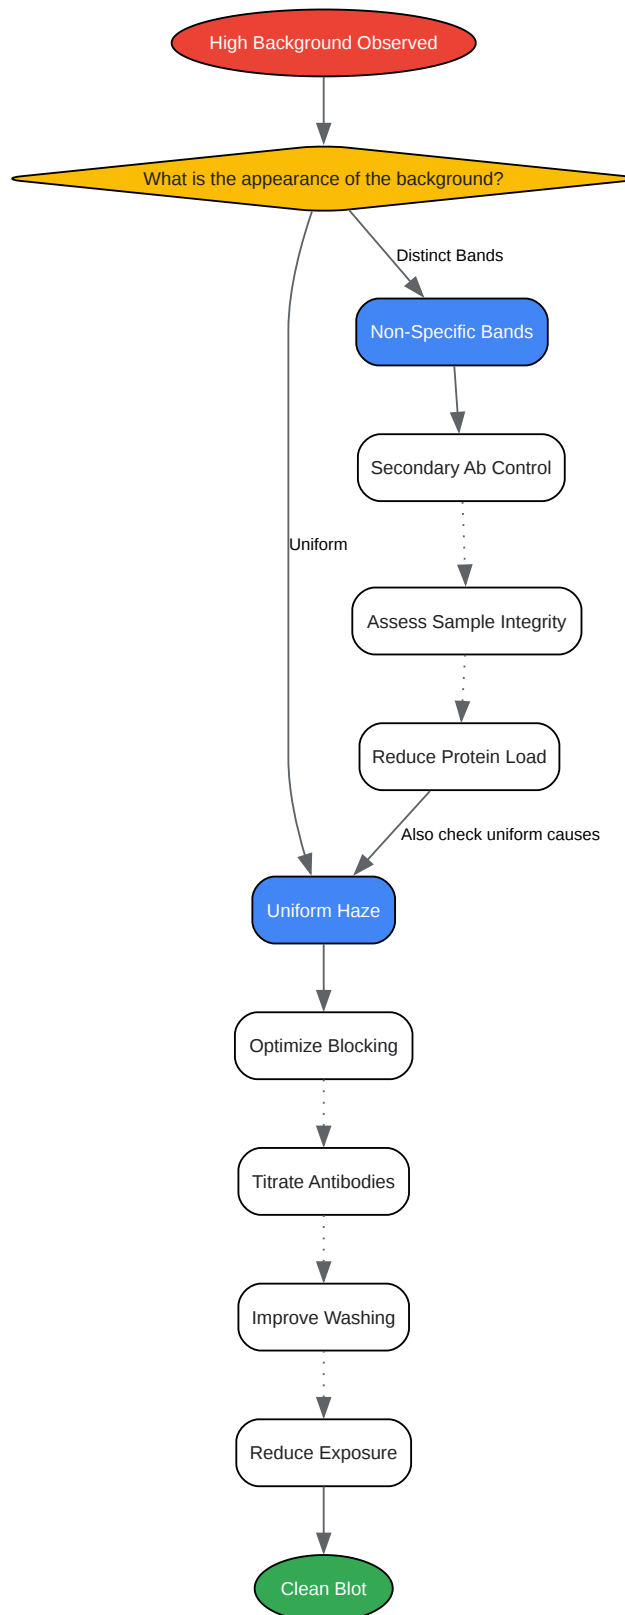 High Background Observed
What is the appearance of the background?
Distinct Bands
Non-Specific Bands
Secondary Ab Control
Uniform
Assess Sample Integrity
Reduce Protein Load
Also check uniform causes
Uniform Haze
Optimize Blocking
Titrate Antibodies
Improve Washing
Reduce Exposure
Clean Blot